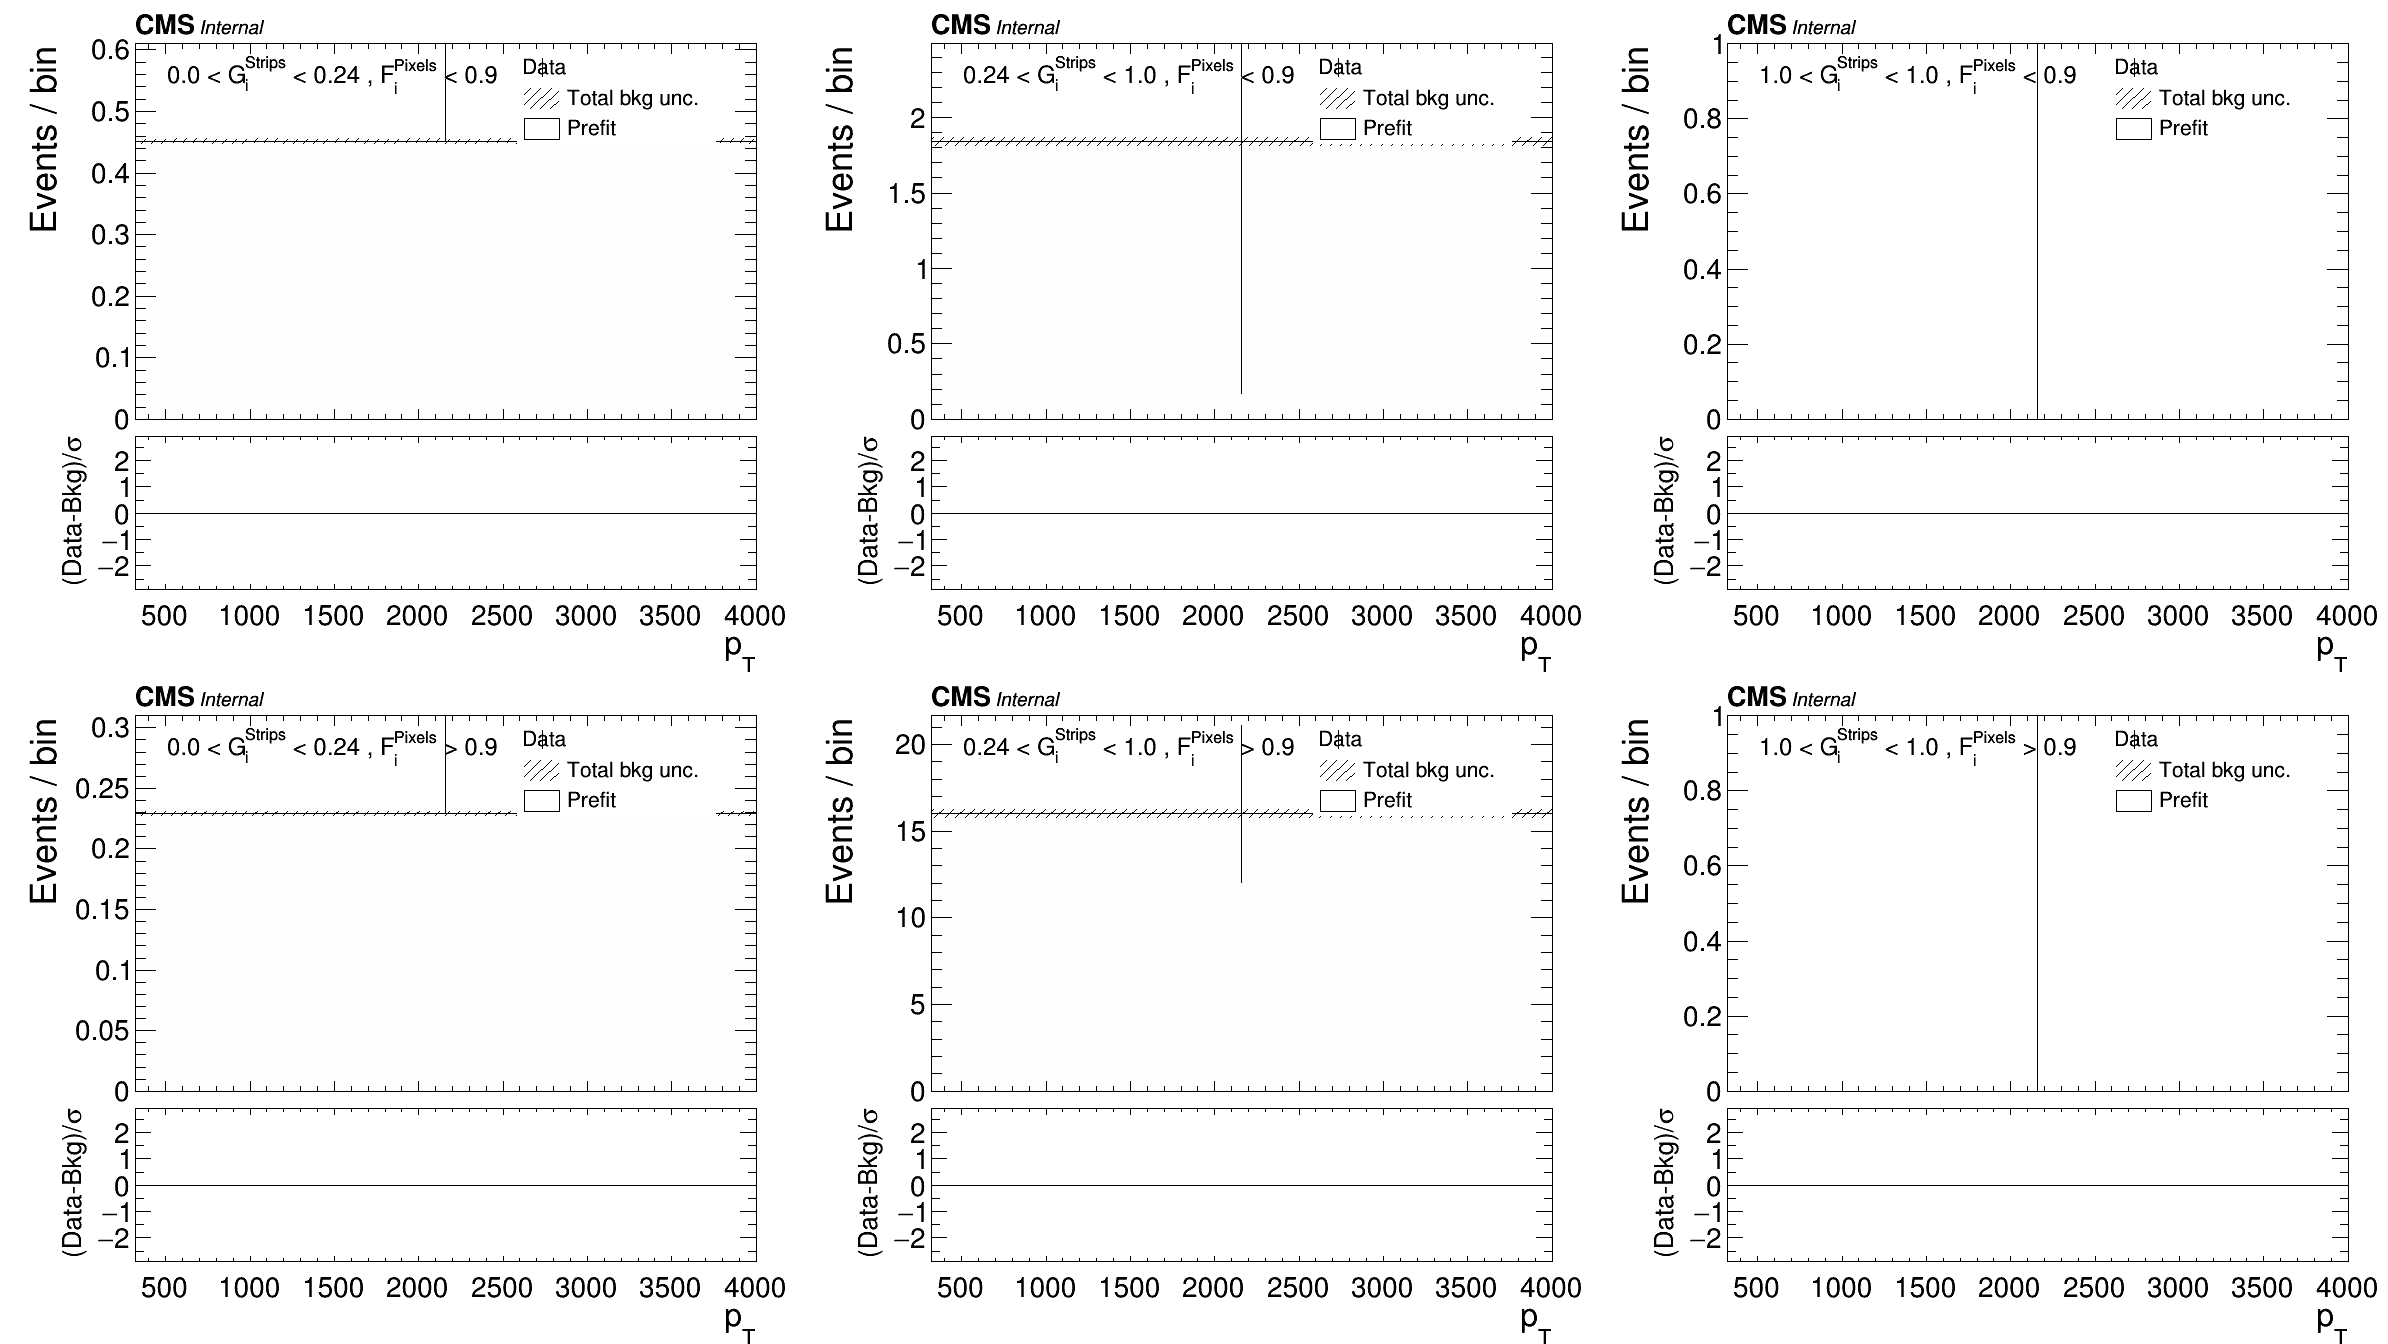 CMS Internal
0.0 < G_i^Strips < 0.24 , F_i^Pixels < 0.9
Data
Total bkg unc.
Prefit
Events / bin
0.6
0.5
0.4
0.3
0.2
0.1
0
(Data-Bkg)/σ
2
1
0
−1
−2
500 1000 1500 2000 2500 3000 3500 4000
p_T
CMS Internal
0.24 < G_i^Strips < 1.0 , F_i^Pixels < 0.9
Data
Total bkg unc.
Prefit
Events / bin
2
1.5
1
0.5
0
(Data-Bkg)/σ
2
1
0
−1
−2
500 1000 1500 2000 2500 3000 3500 4000
p_T
CMS Internal
1.0 < G_i^Strips < 1.0 , F_i^Pixels < 0.9
Data
Total bkg unc.
Prefit
Events / bin
1
0.8
0.6
0.4
0.2
0
(Data-Bkg)/σ
2
1
0
−1
−2
500 1000 1500 2000 2500 3000 3500 4000
p_T
CMS Internal
0.0 < G_i^Strips < 0.24 , F_i^Pixels > 0.9
Data
Total bkg unc.
Prefit
Events / bin
0.3
0.25
0.2
0.15
0.1
0.05
0
(Data-Bkg)/σ
2
1
0
−1
−2
500 1000 1500 2000 2500 3000 3500 4000
p_T
CMS Internal
0.24 < G_i^Strips < 1.0 , F_i^Pixels > 0.9
Data
Total bkg unc.
Prefit
Events / bin
20
15
10
5
0
(Data-Bkg)/σ
2
1
0
−1
−2
500 1000 1500 2000 2500 3000 3500 4000
p_T
CMS Internal
1.0 < G_i^Strips < 1.0 , F_i^Pixels > 0.9
Data
Total bkg unc.
Prefit
Events / bin
1
0.8
0.6
0.4
0.2
0
(Data-Bkg)/σ
2
1
0
−1
−2
500 1000 1500 2000 2500 3000 3500 4000
p_T